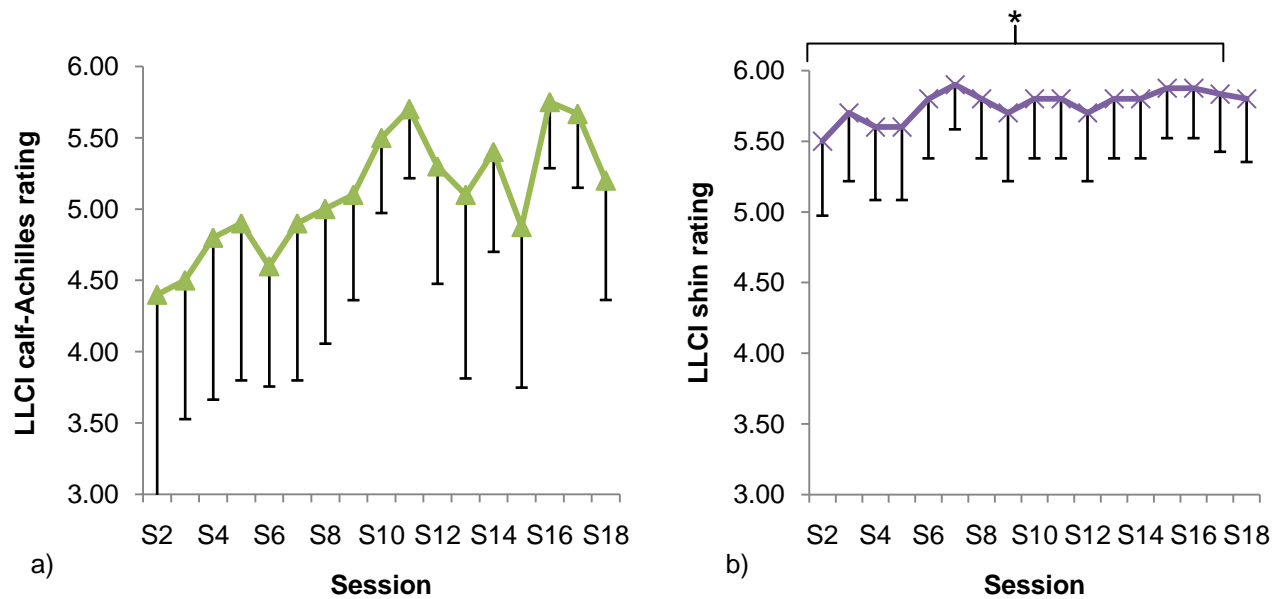 LLCI calf-Achilles rating
6.00
5.50
5.00
4.50
4.00
3.50
3.00
S2 S4 S6 S8 S10 S12 S14 S16 S18
a)
Session
*
LLCI shin rating
6.00
5.50
5.00
4.50
4.00
3.50
3.00
S2 S4 S6 S8 S10 S12 S14 S16 S18
b)
Session